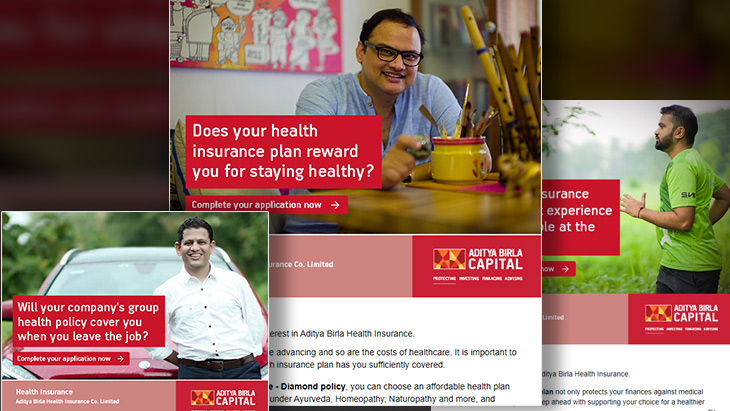 Does your health
insurance plan reward
you for staying healthy?
Complete your application now
urance Co. Limited
ADITYA BIRLA
CAPITAL
PROTECTING INVESTING FINANCING ADVISING
erest in Aditya Birla Health Insurance.
e advancing and so are the costs of healthcare. It is important to
h insurance plan has you sufficiently covered.
e - Diamond policy, you can choose an affordable health plan
under Ayurveda, Homeopathy, Naturopathy and more, and
Will your company's group
health policy cover you
when you leave the job?
Complete your application now
Health Insurance
Aditya Birla Health Insurance Co. Limited
ADITYA BIRLA
CAPITAL
surance
experience
le at the
now
Limited
ADITYA BIRLA
CAPITAL
PROTECTING INVESTING FINANCING ADVISING
ditya Birla Health Insurance.
plan not only protects your finances against medical
ep ahead with supporting your choice for a healthier